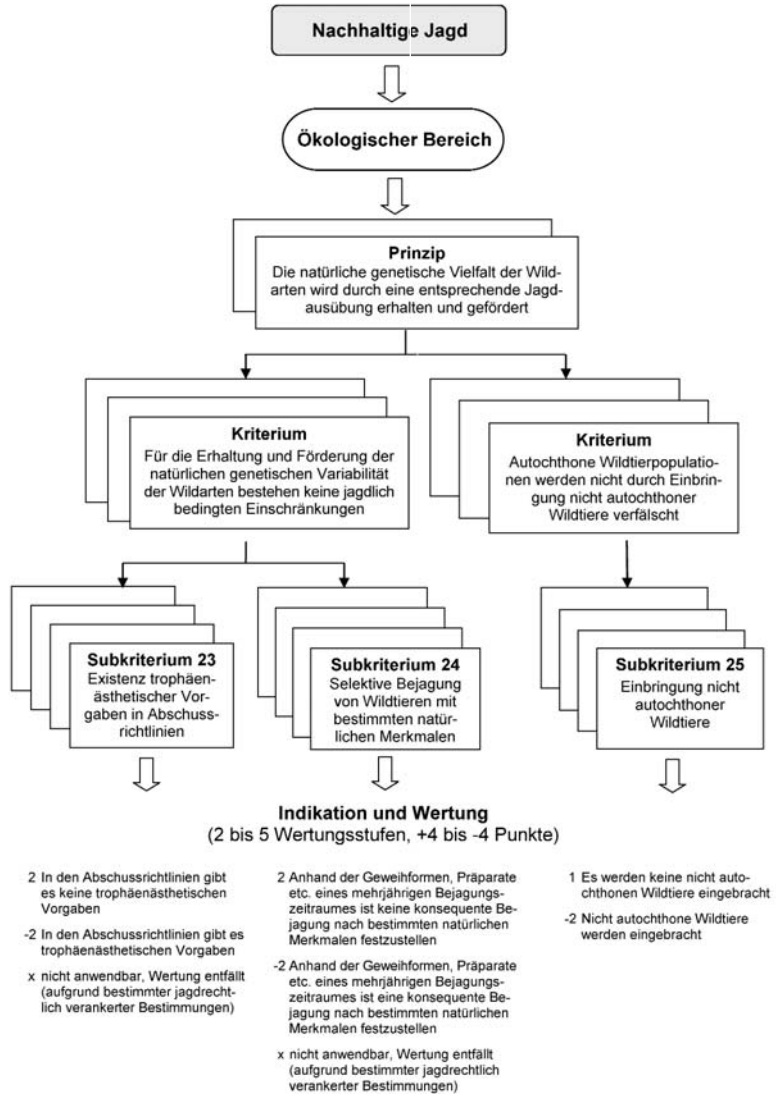 Nachhaltige Jagd
Ökologischer Bereich
Prinzip
Die natürliche genetische Vielfalt der Wild-
arten wird durch eine entsprechende Jagd-
ausübung erhalten und gefördert
Kriterium
Für die Erhaltung und Förderung der
natürlichen genetischen Variabilität
der Wildarten bestehen keine jagdlich
bedingten Einschränkungen
Kriterium
Autochthone Wildtierpopulatio-
nen werden nicht durch Einbrin-
gung nicht autochthoner
Wildtiere verfälscht
Subkriterium 23
Existenz trophäen-
ästhetischer Vor-
gaben in Abschuss-
richtlinien
Subkriterium 24
Selektive Bejagung
von Wildtieren mit
bestimmten natür-
lichen Merkmalen
Subkriterium 25
Einbringung nicht
autochthoner
Wildtiere
Indikation und Wertung
(2 bis 5 Wertungsstufen, +4 bis -4 Punkte)
2 In den Abschussrichtlinien gibt
es keine trophäenästhetischen
Vorgaben
-2 In den Abschussrichtlinien gibt es
trophäenästhetischen Vorgaben
x nicht anwendbar, Wertung entfällt
(aufgrund bestimmter jagdrecht-
lich verankerter Bestimmungen)
2 Anhand der Geweihformen, Präparate
etc. eines mehrjährigen Bejagungs-
zeitraumes ist keine konsequente Be-
jagung nach bestimmten natürlichen
Merkmalen festzustellen
-2 Anhand der Geweihformen, Präparate
etc. eines mehrjährigen Bejagungs-
zeitraumes ist eine konsequente Be-
jagung nach bestimmten natürlichen
Merkmalen festzustellen
x nicht anwendbar, Wertung entfällt
(aufgrund bestimmter jagdrechtlich
verankerter Bestimmungen)
1 Es werden keine nicht auto-
chthonen Wildtiere eingebracht
-2 Nicht autochthone Wildtiere
werden eingebracht